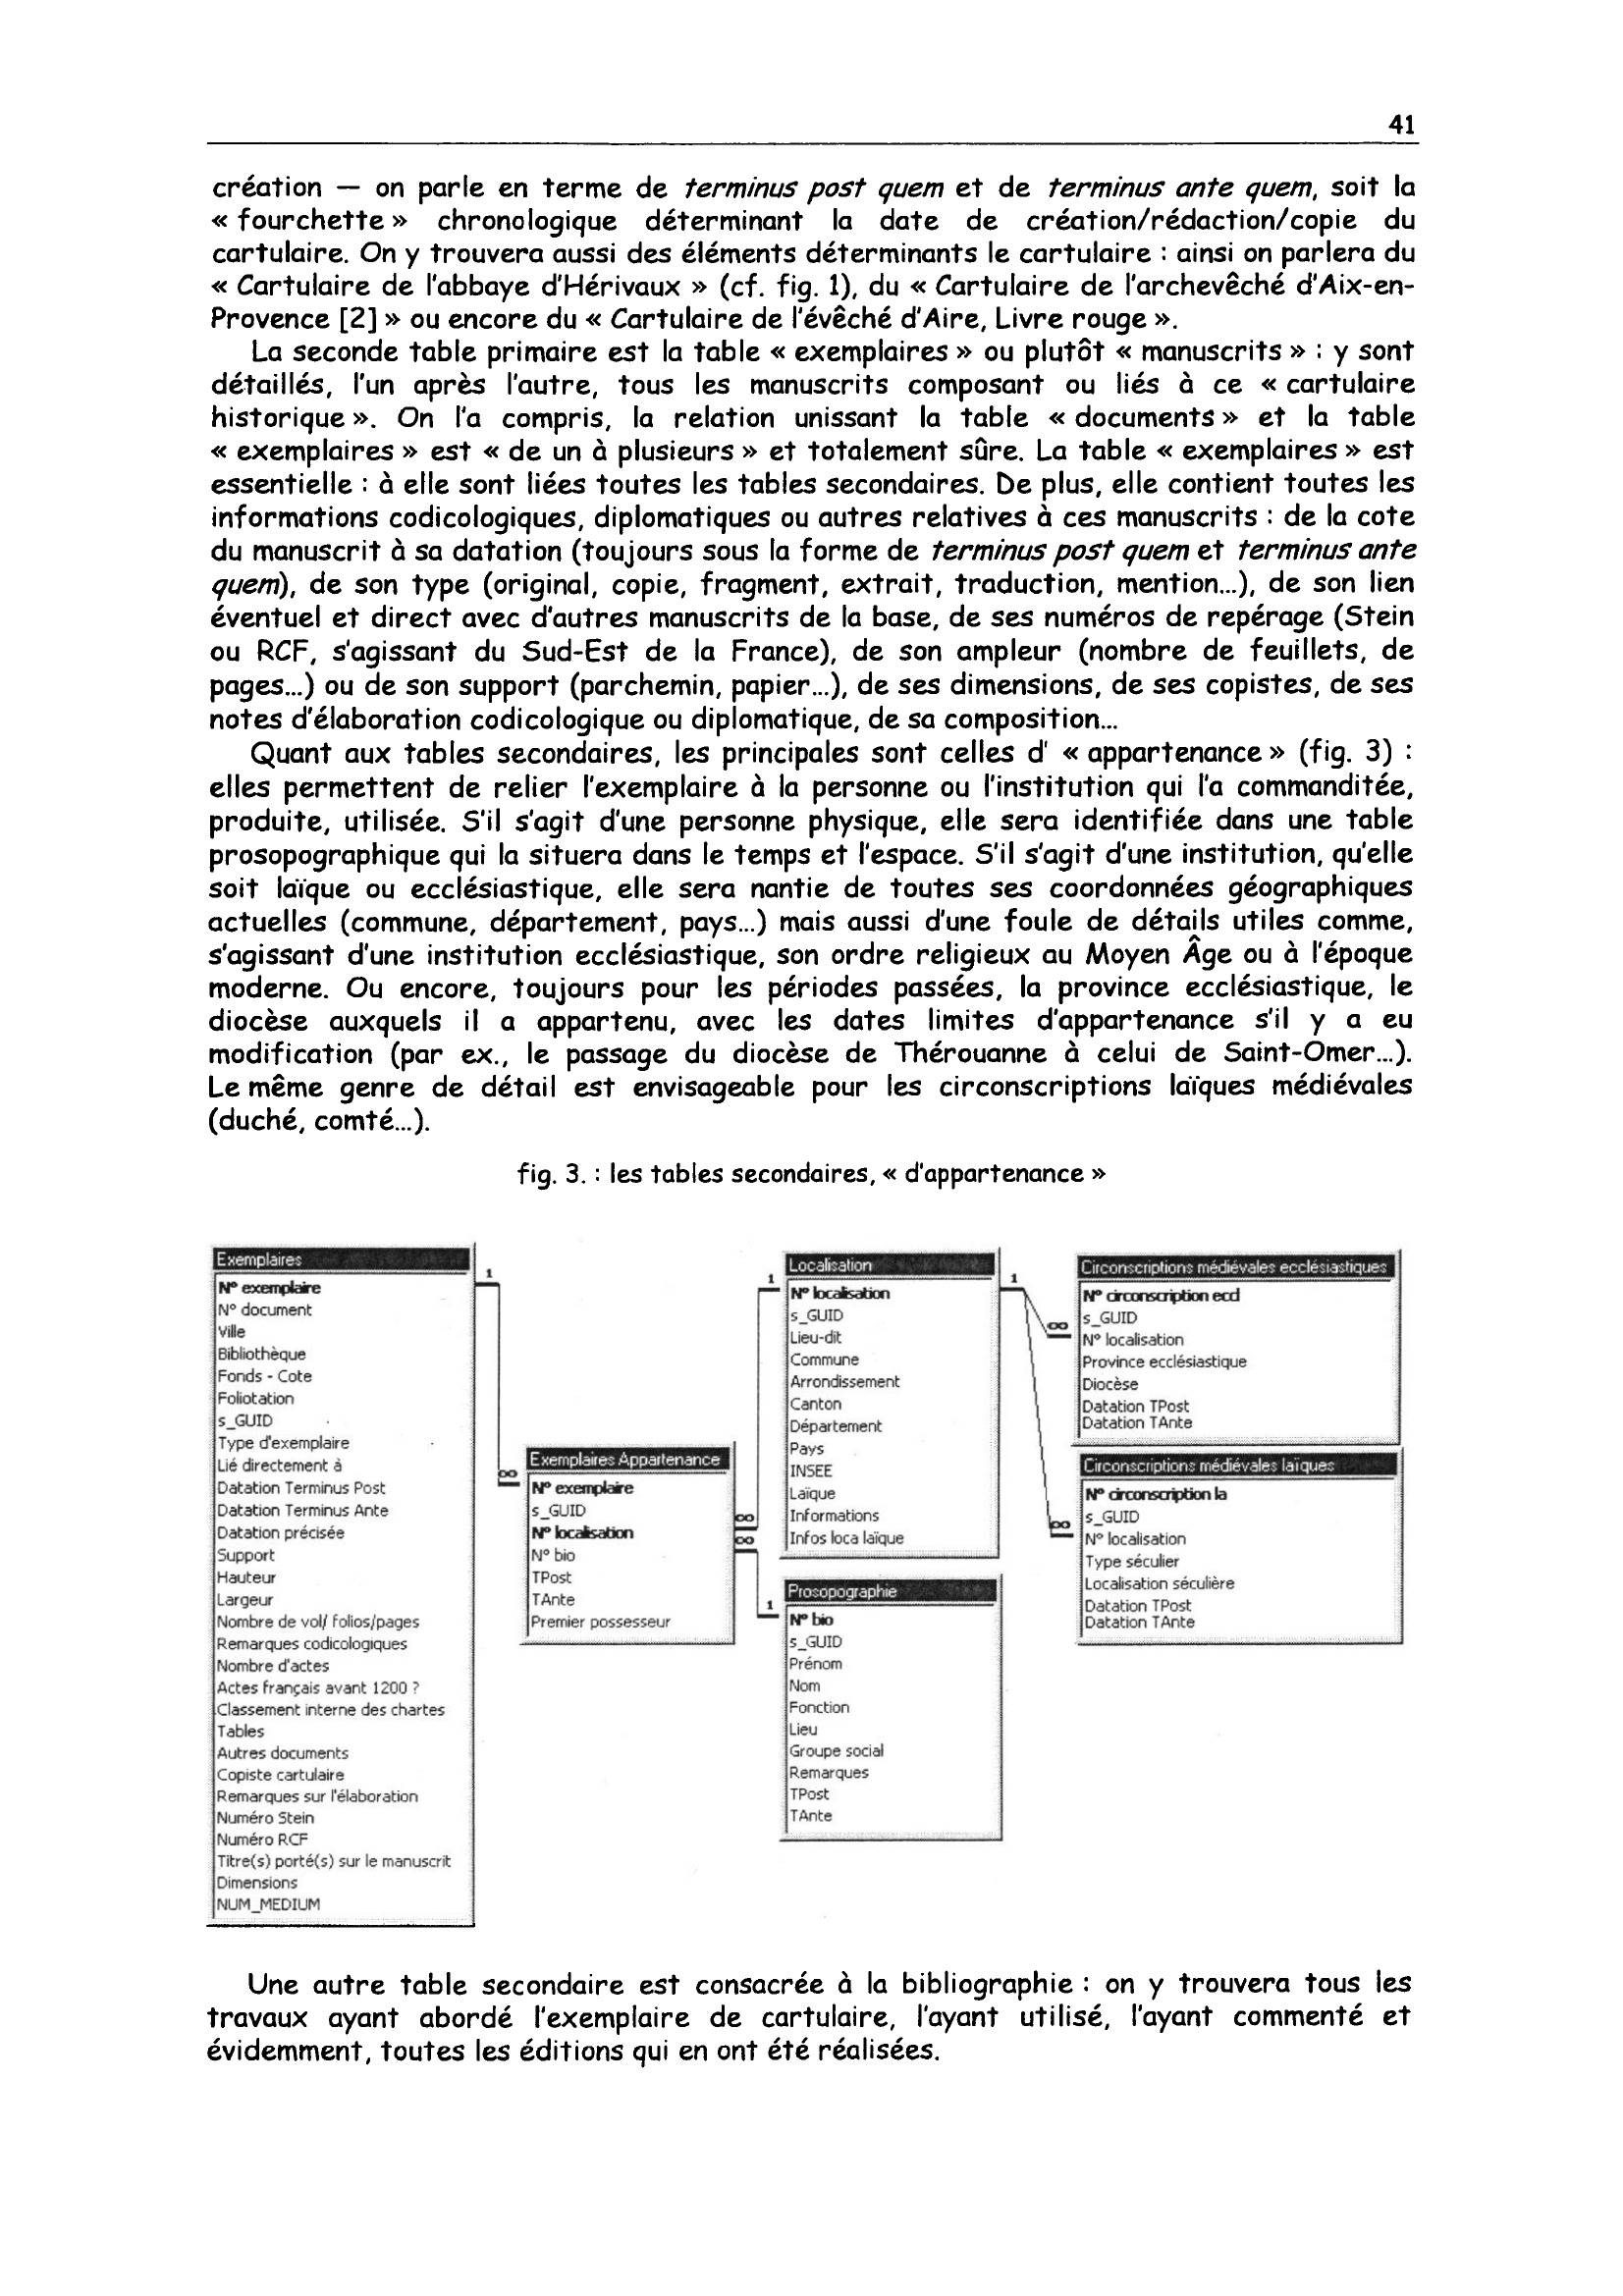 41
création — on parle en terme de terminus post quem et de terminus ante quem, soit la
« fourchette » chronologique déterminant la date de création/rédaction/copie du
cartulaire. On y trouvera aussi des éléments déterminants le cartulaire : ainsi on parlera du
« Cartulaire de l'abbaye d'Hérivaux » (cf. fig. 1), du « Cartulaire de l'archevêché d'Aix-en-
Provence [2] » ou encore du « Cartulaire de l'évêché d'Aire, Livre rouge ».
La seconde table primaire est la table « exemplaires » ou plutôt « manuscrits » : y sont
détaillés, l'un après l'autre, tous les manuscrits composant ou liés à ce « cartulaire
historique ». On l'a compris, la relation unissant la table « documents » et la table
« exemplaires » est « de un à plusieurs » et totalement sûre. La table « exemplaires » est
essentielle : à elle sont liées toutes les tables secondaires. De plus, elle contient toutes les
informations codicologiques, diplomatiques ou autres relatives à ces manuscrits : de la cote
du manuscrit à sa datation (toujours sous la forme de terminus post quem et terminus ante
quem), de son type (original, copie, fragment, extrait, traduction, mention...), de son lien
éventuel et direct avec d'autres manuscrits de la base, de ses numéros de repérage (Stein
ou RCF, s'agissant du Sud-Est de la France), de son ampleur (nombre de feuillets, de
pages...) ou de son support (parchemin, papier...), de ses dimensions, de ses copistes, de ses
notes d'élaboration codicologique ou diplomatique, de sa composition...
Quant aux tables secondaires, les principales sont celles d' « appartenance » (fig. 3) :
elles permettent de relier l'exemplaire à la personne ou l'institution qui l'a commanditée,
produite, utilisée. S'il s'agit d'une personne physique, elle sera identifiée dans une table
prosopographique qui la situera dans le temps et l'espace. S'il s'agit d'une institution, qu'elle
soit laïque ou ecclésiastique, elle sera nantie de toutes ses coordonnées géographiques
actuelles (commune, département, pays...) mais aussi d'une foule de détails utiles comme,
s'agissant d'une institution ecclésiastique, son ordre religieux au Moyen Âge ou à l'époque
moderne. Ou encore, toujours pour les périodes passées, la province ecclésiastique, le
diocèse auxquels il a appartenu, avec les dates limites d'appartenance s'il y a eu
modification (par ex., le passage du diocèse de Thérouanne à celui de Saint-Omer...).
Le même genre de détail est envisageable pour les circonscriptions laïques médiévales
(duché, comté...).
fig. 3. : les tables secondaires, « d'appartenance »
Exemplaires
N° exemplaire
N° document
Ville
Bibliothèque
Fonds - Cote
Foliotation
s_GUID
Type d'exemplaire
Lié directement à
Datation Terminus Post
Datation Terminus Ante
Datation précisée
Support
Hauteur
Largeur
Nombre de vol/ folios/pages
Remarques codicologiques
Nombre d'actes
Actes français avant 1200 ?
Classement interne des chartes
Tables
Autres documents
Copiste cartulaire
Remarques sur l'élaboration
Numéro Stein
Numéro RCF
Titre(s) porté(s) sur le manuscrit
Dimensions
NUM_MEDIUM
1
∞
Exemplaires Appartenance
N° exemplaire
s_GUID
N° localisation
N° bio
TPost
TAnte
Premier possesseur
∞
∞
1
1
Localisation
N° localisation
s_GUID
Lieu-dit
Commune
Arrondissement
Canton
Département
Pays
INSEE
Laïque
Informations
Infos loca laïque
Prosopographie
N° bio
s_GUID
Prénom
Nom
Fonction
Lieu
Groupe social
Remarques
TPost
TAnte
1
∞
∞
Circonscriptions médiévales ecclésiastiques
N° circonscription eccl
s_GUID
N° localisation
Province ecclésiastique
Diocèse
Datation TPost
Datation TAnte
Circonscriptions médiévales laïques
N° circonscription la
s_GUID
N° localisation
Type séculier
Localisation séculière
Datation TPost
Datation TAnte
Une autre table secondaire est consacrée à la bibliographie : on y trouvera tous les
travaux ayant abordé l'exemplaire de cartulaire, l'ayant utilisé, l'ayant commenté et
évidemment, toutes les éditions qui en ont été réalisées.